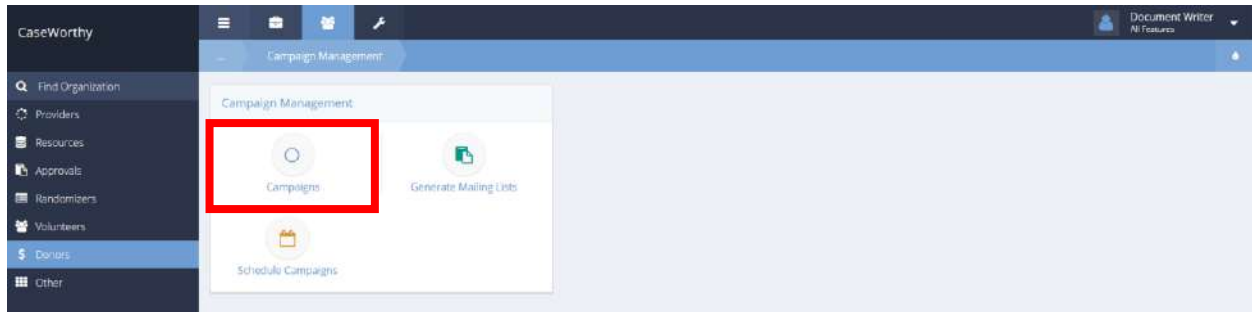 CaseWorthy
Document Writer
All Features
... Campaign Management
Find Organization
Providers
Resources
Approvals
Randomizers
Volunteers
$ Donors
Other
Campaign Management
Campaigns
Generate Mailing Lists
Schedule Campaigns